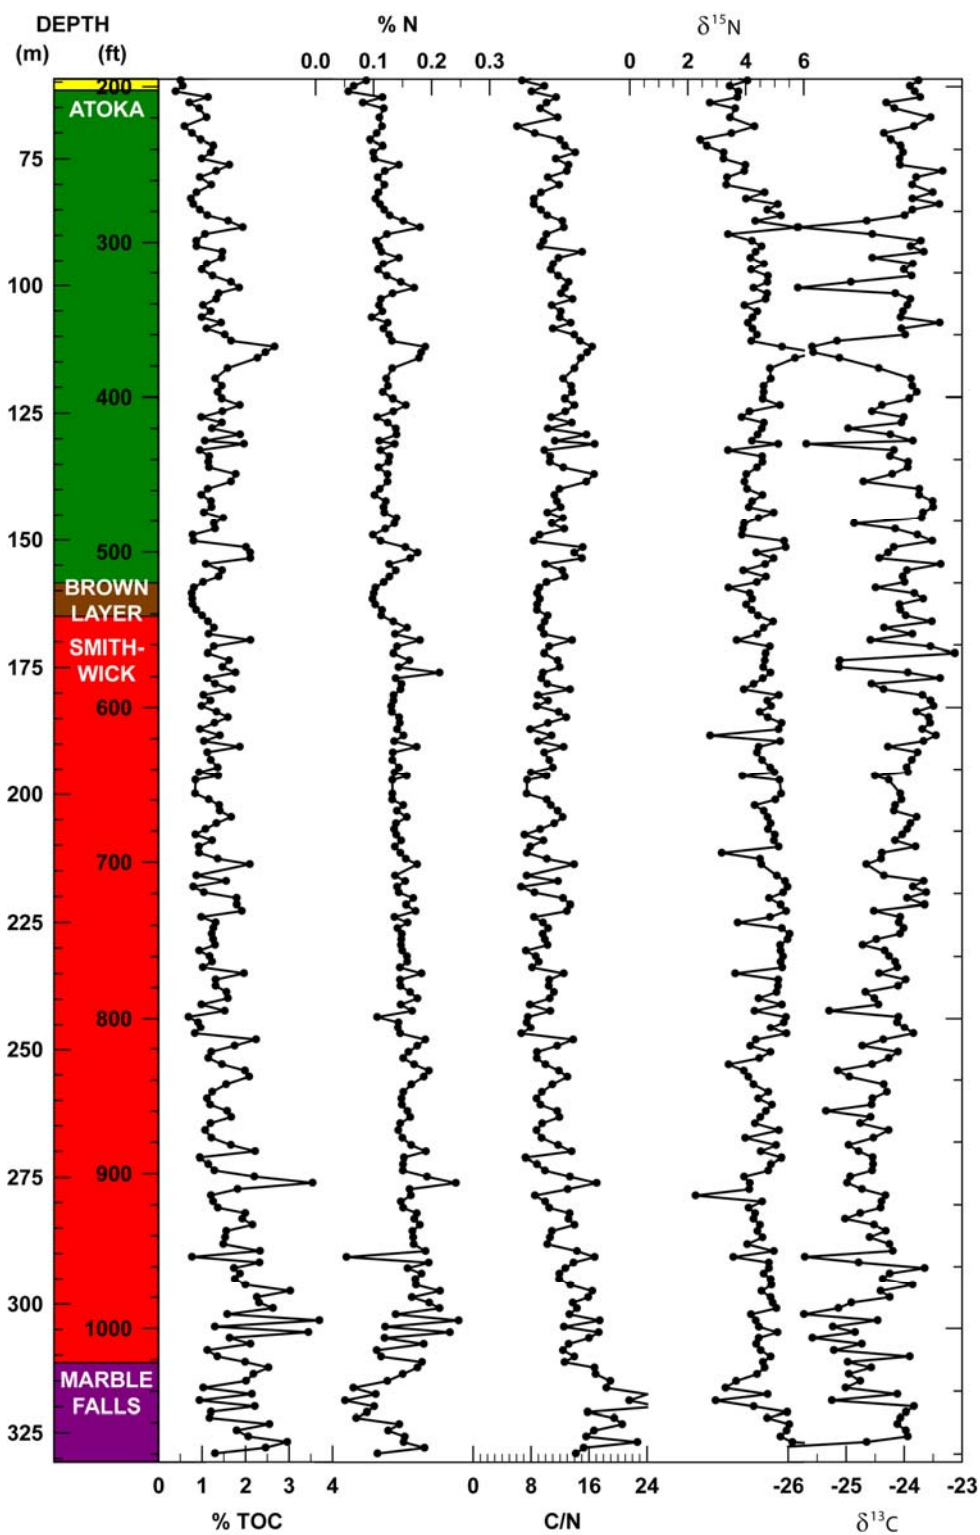 DEPTH % N δ¹⁵N
(m) (ft) 0.0 0.1 0.2 0.3 0 2 4 6
200
ATOKA
75
300
100
400
125
150
500
BROWN
LAYER
SMITH-
WICK
175
600
200
700
225
800
250
900
275
300
1000
MARBLE
FALLS
325
0 1 2 3 4 0 8 16 24 -26 -25 -24 -23
% TOC C/N δ¹³C